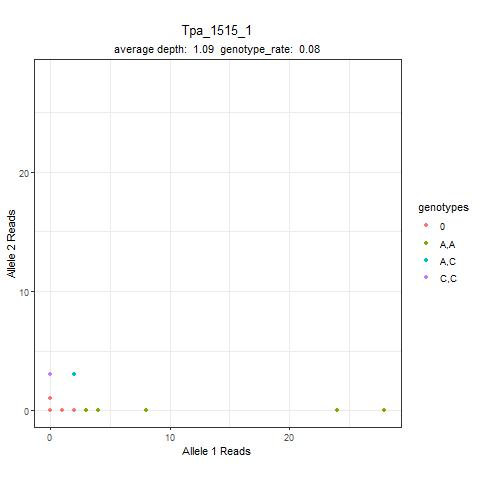 Tpa_1515_1
average depth: 1.09 genotype_rate: 0.08
Allele 2 Reads
20
10
0
0
10
20
Allele 1 Reads
genotypes
0
A,A
A,C
C,C